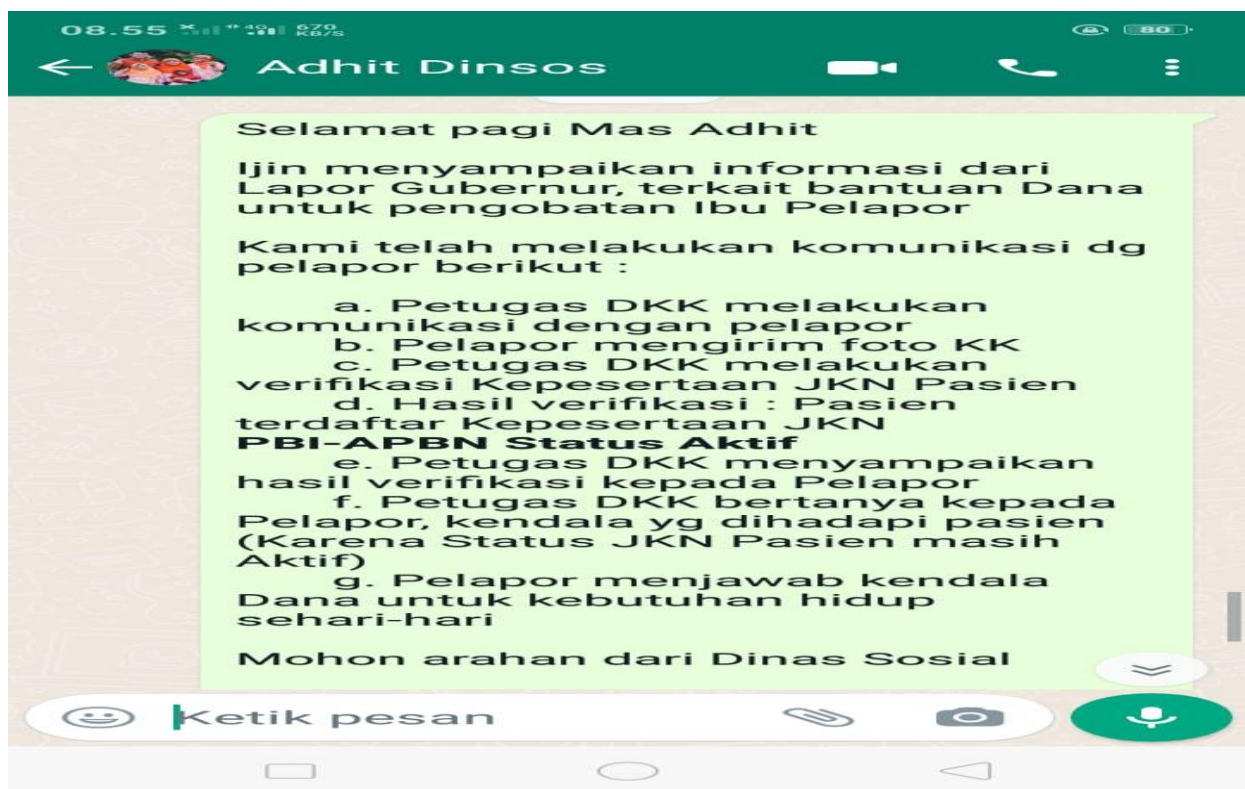 08.55 4G 670 KB/S 80
Adhit Dinsos
Selamat pagi Mas Adhit
Ijin menyampaikan informasi dari
Lapor Gubernur, terkait bantuan Dana
untuk pengobatan Ibu Pelapor
Kami telah melakukan komunikasi dg
pelapor berikut :
a. Petugas DKK melakukan
komunikasi dengan pelapor
b. Pelapor mengirim foto KK
c. Petugas DKK melakukan
verifikasi Kepesertaan JKN Pasien
d. Hasil verifikasi : Pasien
terdaftar Kepesertaan JKN
PBI-APBN Status Aktif
e. Petugas DKK menyampaikan
hasil verifikasi kepada Pelapor
f. Petugas DKK bertanya kepada
Pelapor, kendala yg dihadapi pasien
(Karena Status JKN Pasien masih
Aktif)
g. Pelapor menjawab kendala
Dana untuk kebutuhan hidup
sehari-hari
Mohon arahan dari Dinas Sosial
Ketik pesan